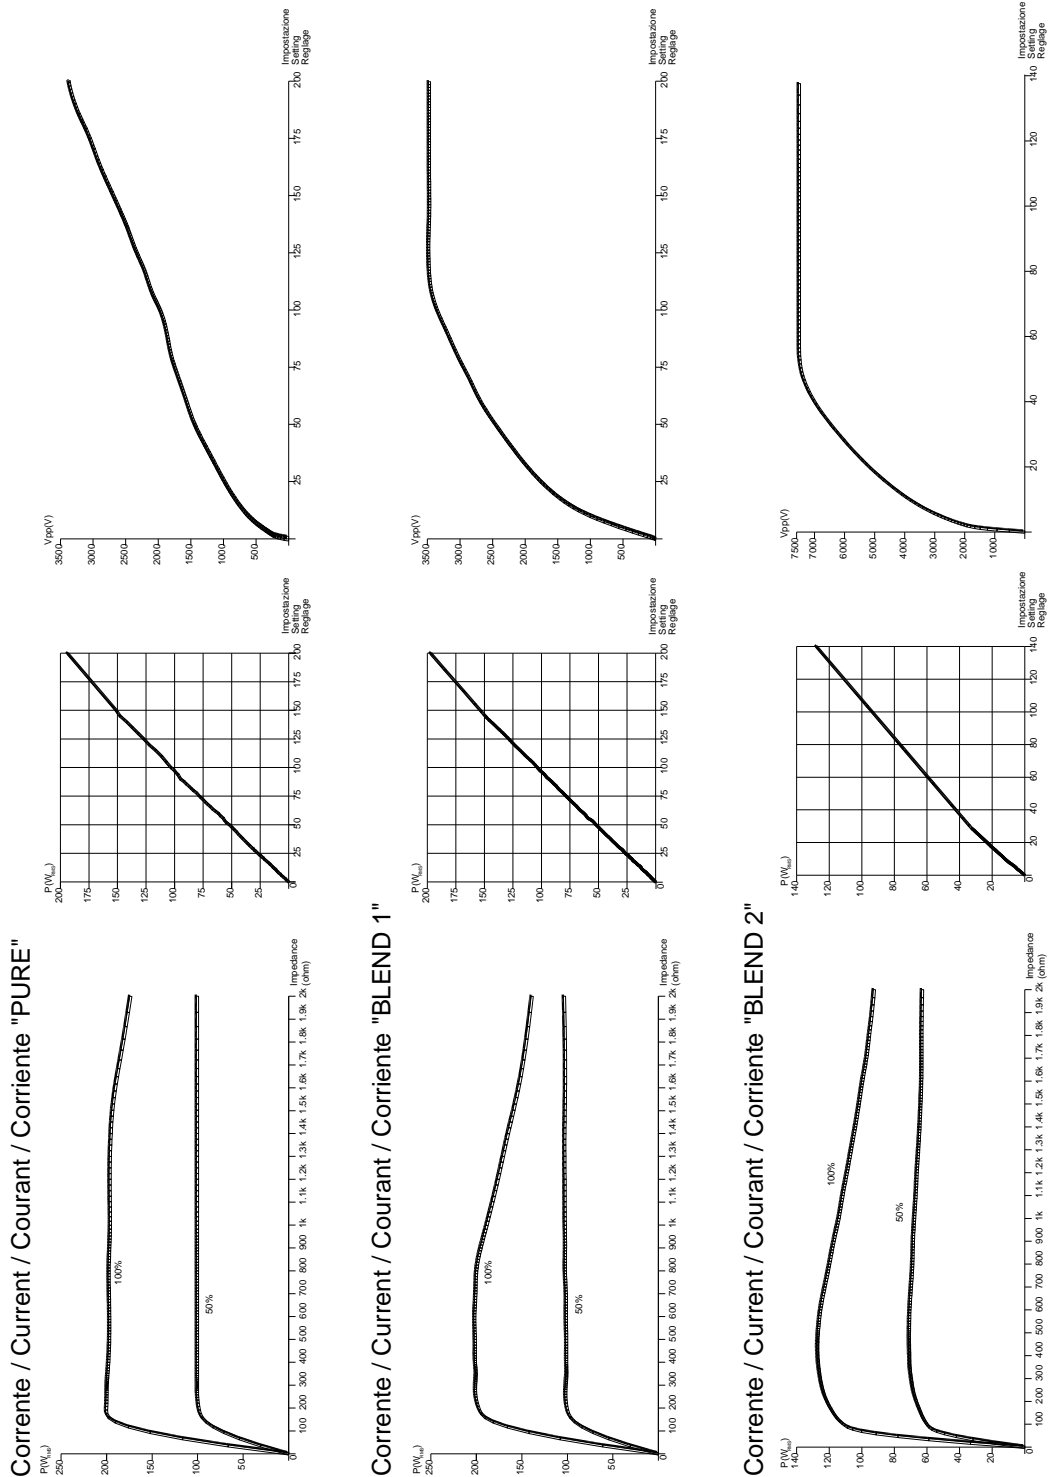 Corrente / Current / Courant / Corriente "PURE"
P(W
250
200
150
100
50
0
100%
50%
100 200 300 400 500 600 700 800 900 1k 1.1k 1.2k 1.3k 1.4k 1.5k 1.6k 1.7k 1.8k 1.9k 2k
Impedance
(ohm)
P(W
200
175
150
125
100
75
50
25
0
25 50 75 100 125 150 175 200
Impostazione
Setting
Reglage
Vpp(V)
3500
3000
2500
2000
1500
1000
500
25 50 75 100 125 150 175 200
Impostazione
Setting
Reglage
Corrente / Current / Courant / Corriente "BLEND 1"
P(W
250
200
150
100
50
0
100%
50%
100 200 300 400 500 600 700 800 900 1k 1.1k 1.2k 1.3k 1.4k 1.5k 1.6k 1.7k 1.8k 1.9k 2k
Impedance
(ohm)
P(W
200
175
150
125
100
75
50
25
0
25 50 75 100 125 150 175 200
Impostazione
Setting
Reglage
Vpp(V)
3500
3000
2500
2000
1500
1000
500
0
25 50 75 100 125 150 175 200
Impostazione
Setting
Reglage
Corrente / Current / Courant / Corriente "BLEND 2"
P(W
140
120
100
80
60
40
20
0
100%
50%
100 200 300 400 500 600 700 800 900 1k 1.1k 1.2k 1.3k 1.4k 1.5k 1.6k 1.7k 1.8k 1.9k 2k
Impedance
(ohm)
P(W
140
120
100
80
60
40
20
0
20 40 60 80 100 120 140
Impostazione
Setting
Reglage
Vpp(V)
7500
7000
6000
5000
4000
3000
2000
1000
20 40 60 80 100 120 140
Impostazione
Setting
Reglage